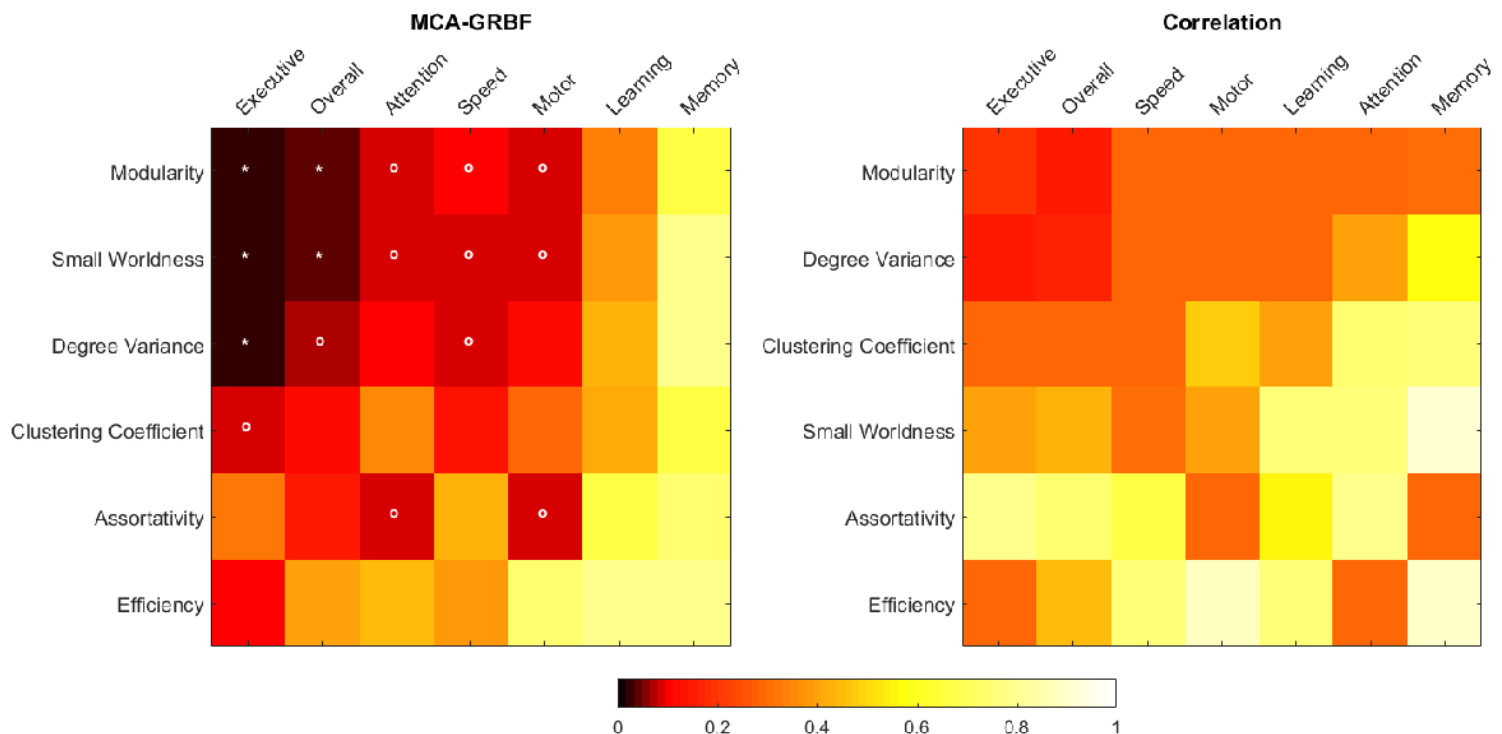 MCA-GRBF
Executive Overall Attention Speed Motor Learning Memory
Modularity * * o o o
Small Worldness * * o o o
Degree Variance * o o
Clustering Coefficient o
Assortativity o o
Efficiency
Correlation
Executive Overall Speed Motor Learning Attention Memory
Modularity
Degree Variance
Clustering Coefficient
Small Worldness
Assortativity
Efficiency
0 0.2 0.4 0.6 0.8 1